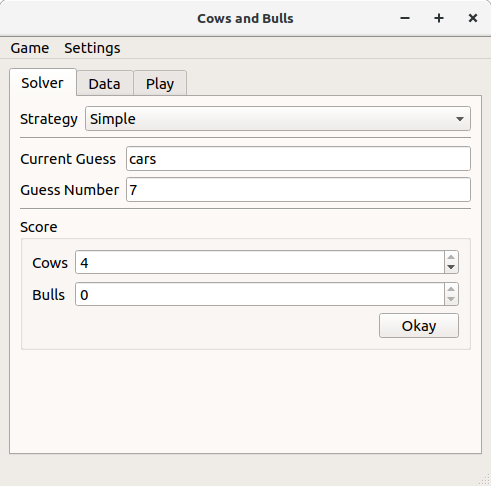 Cows and Bulls
Game Settings
Solver Data Play
Strategy Simple
Current Guess cars
Guess Number 7
Score
Cows 4
Bulls 0
Okay